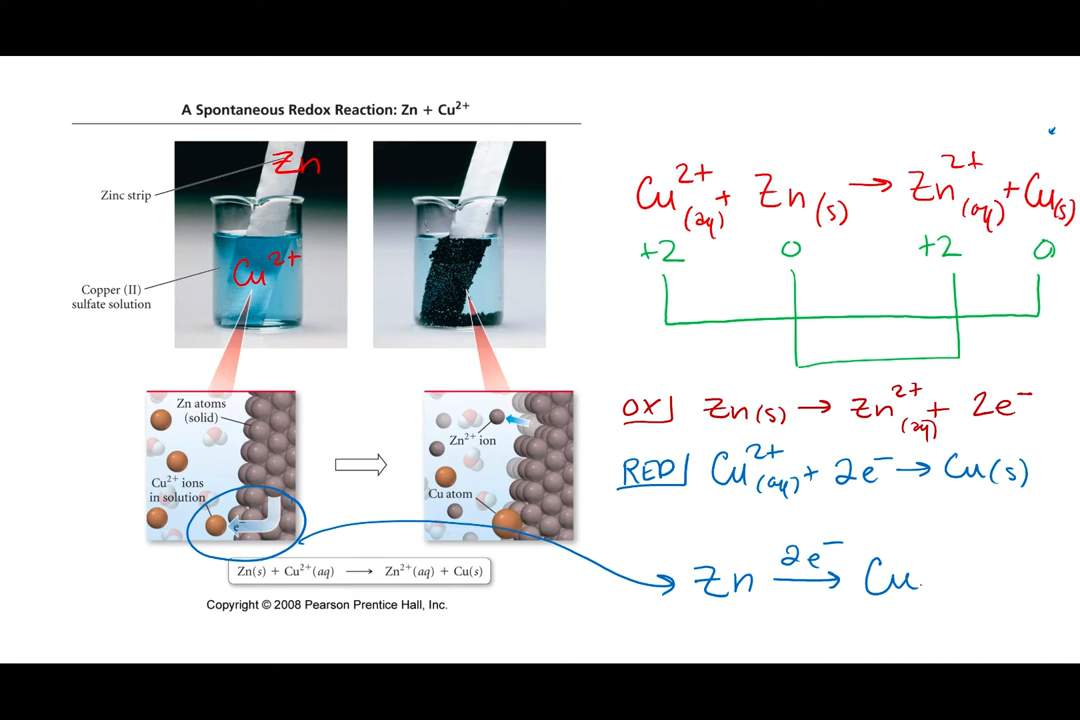 A Spontaneous Redox Reaction: Zn + Cu²⁺
Zinc strip
Zn
Copper (II)
sulfate solution
Cu²⁺
Zn atoms
(solid)
Cu²⁺ ions
in solution
e⁻
Zn²⁺ ion
Cu atom
Zn(s) + Cu²⁺(aq) ⟶ Zn²⁺(aq) + Cu(s)
Copyright © 2008 Pearson Prentice Hall, Inc.
Cu²⁺(aq) + Zn(s) → Zn²⁺(aq) + Cu(s)
+2 0 +2 0
OX| Zn(s) → Zn²⁺(aq) + 2e⁻
RED| Cu²⁺(aq) + 2e⁻ → Cu(s)
2e⁻
Zn → Cu